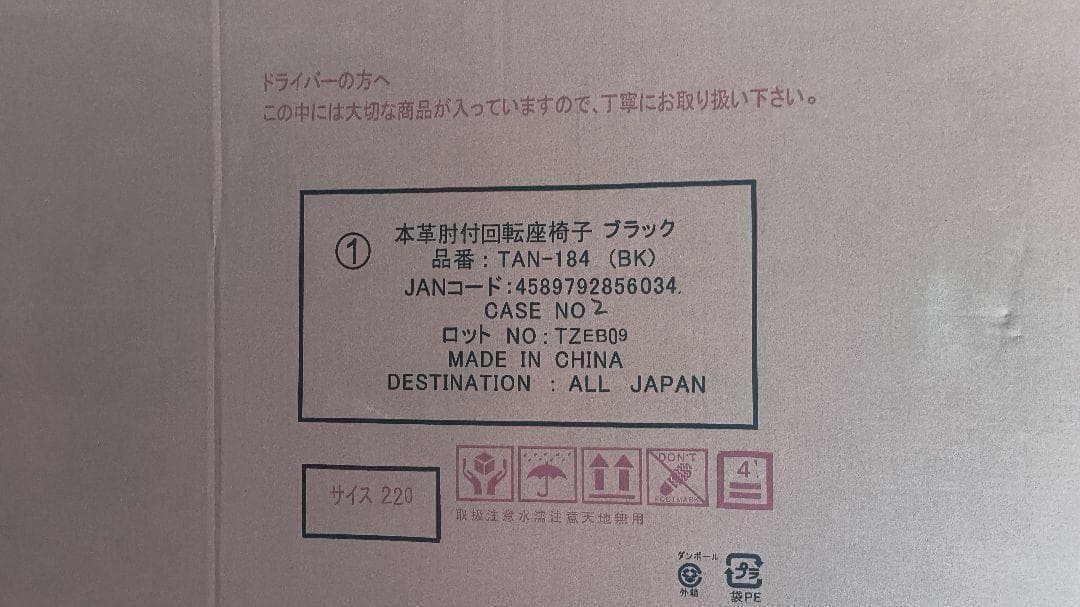 ドライバーの方へ
この中には大切な商品が入っていますので、丁寧にお取り扱い下さい。
① 本革肘付回転座椅子 ブラック
品番：TAN-184 (BK)
JANコード:4589792856034.
CASE NO 2
ロット NO：TZEB09
MADE IN CHINA
DESTINATION : ALL JAPAN
サイズ 220
DON'T
FOOTMARK
4
取扱注意水濡注意天地無用
ダンボール
外箱
プラ
袋PE